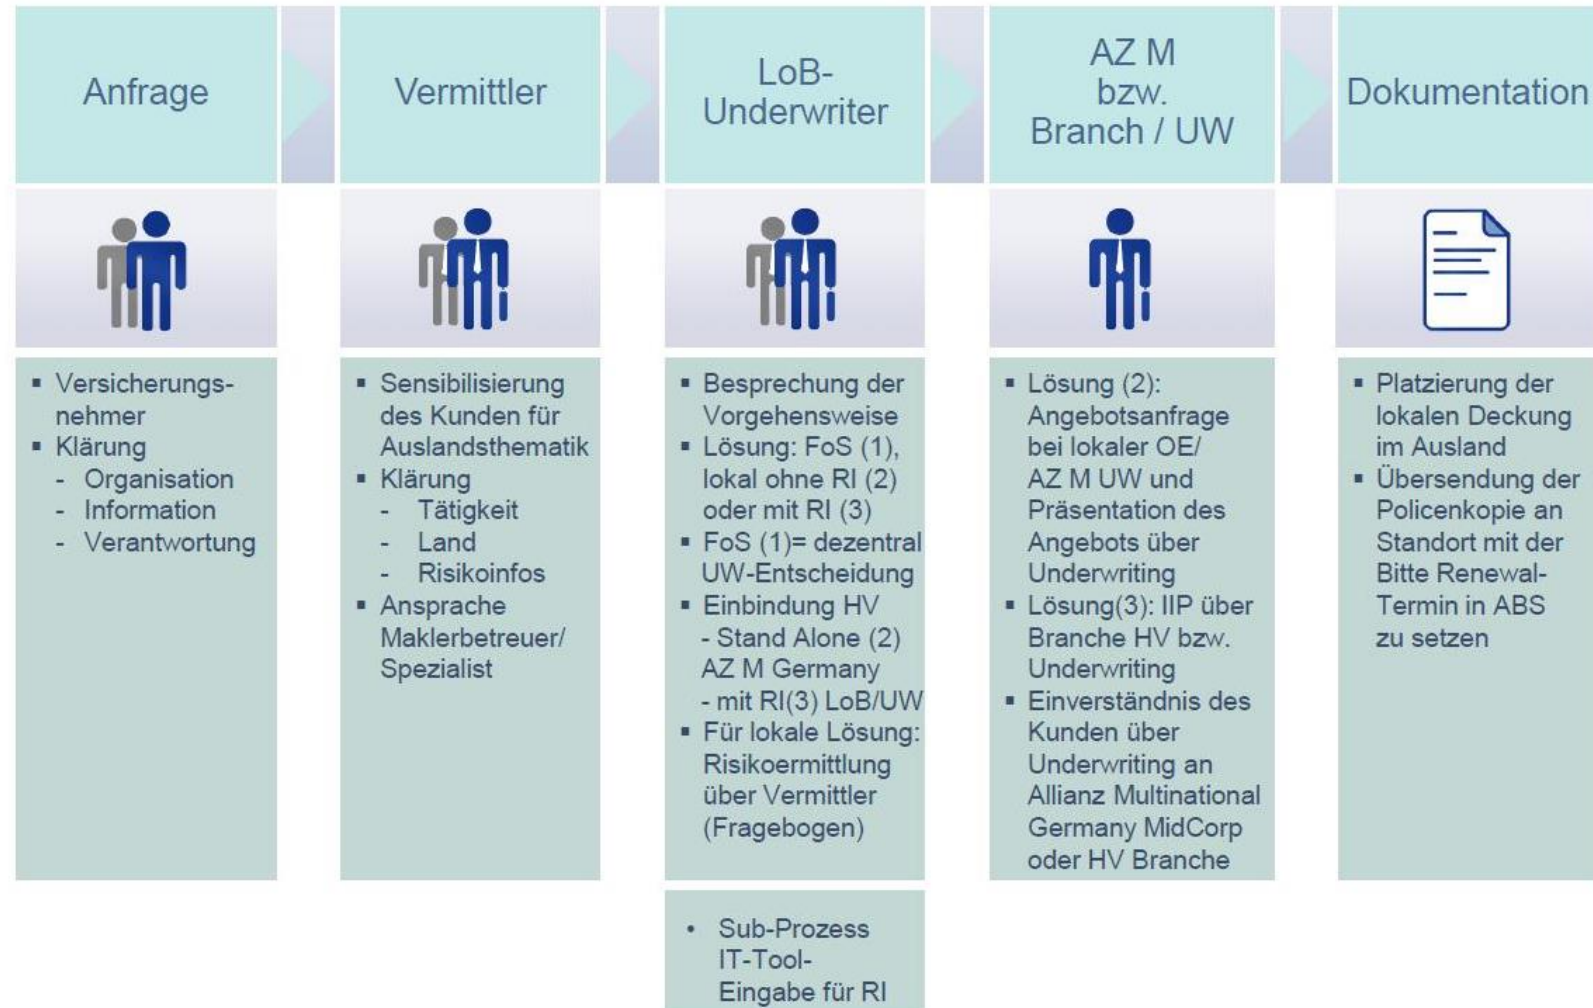 Anfrage
Vermittler
LoB-
Underwriter
AZ M
bzw.
Branch / UW
Dokumentation
▪ Versicherungs-
nehmer
▪ Klärung
- Organisation
- Information
- Verantwortung
▪ Sensibilisierung
des Kunden für
Auslandsthematik
▪ Klärung
- Tätigkeit
- Land
- Risikoinfos
▪ Ansprache
Maklerbetreuer/
Spezialist
▪ Besprechung der
Vorgehensweise
▪ Lösung: FoS (1),
lokal ohne RI (2)
oder mit RI (3)
▪ FoS (1)= dezentral
UW-Entscheidung
▪ Einbindung HV
- Stand Alone (2)
AZ M Germany
- mit RI(3) LoB/UW
▪ Für lokale Lösung:
Risikoermittlung
über Vermittler
(Fragebogen)
• Sub-Prozess
IT-Tool-
Eingabe für RI
▪ Lösung (2):
Angebotsanfrage
bei lokaler OE/
AZ M UW und
Präsentation des
Angebots über
Underwriting
▪ Lösung(3): IIP über
Branche HV bzw.
Underwriting
▪ Einverständnis des
Kunden über
Underwriting an
Allianz Multinational
Germany MidCorp
oder HV Branche
▪ Platzierung der
lokalen Deckung
im Ausland
▪ Übersendung der
Policenkopie an
Standort mit der
Bitte Renewal-
Termin in ABS
zu setzen